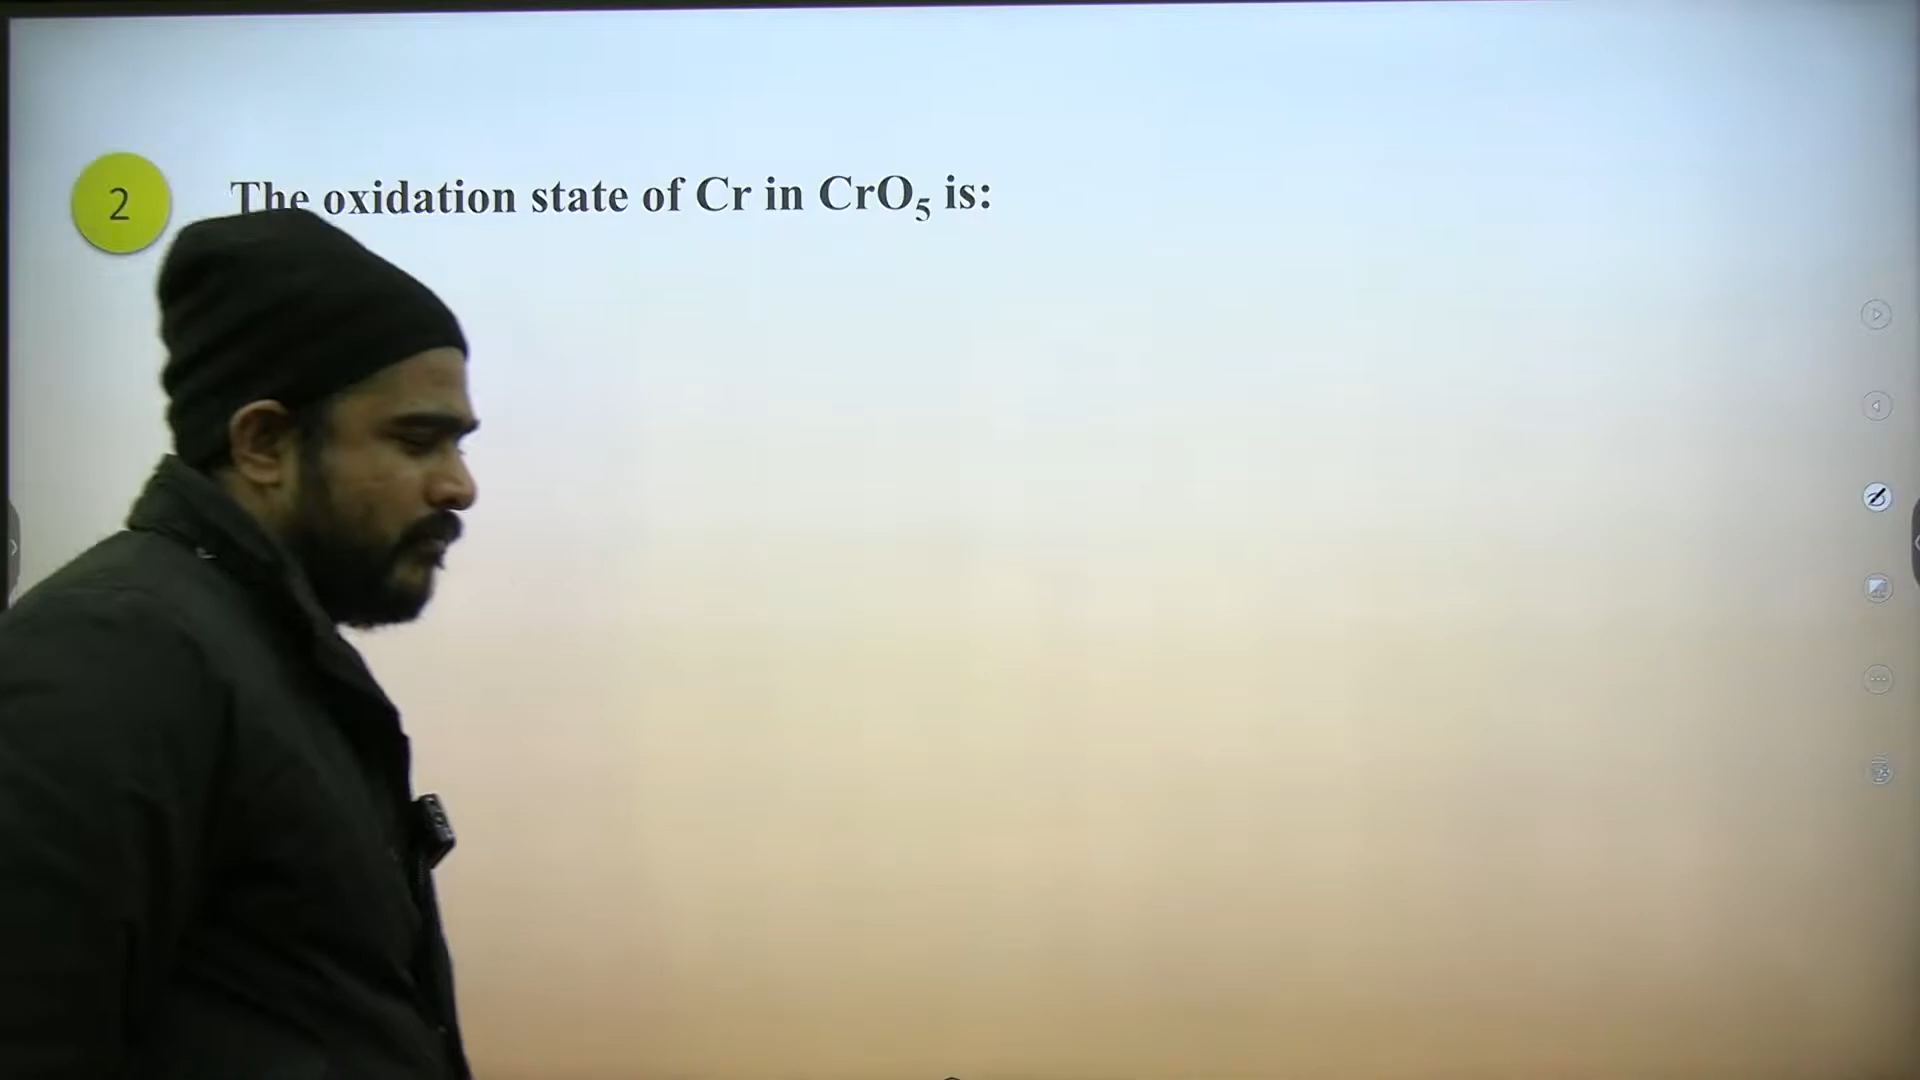 2
The oxidation state of Cr in CrO₅ is: